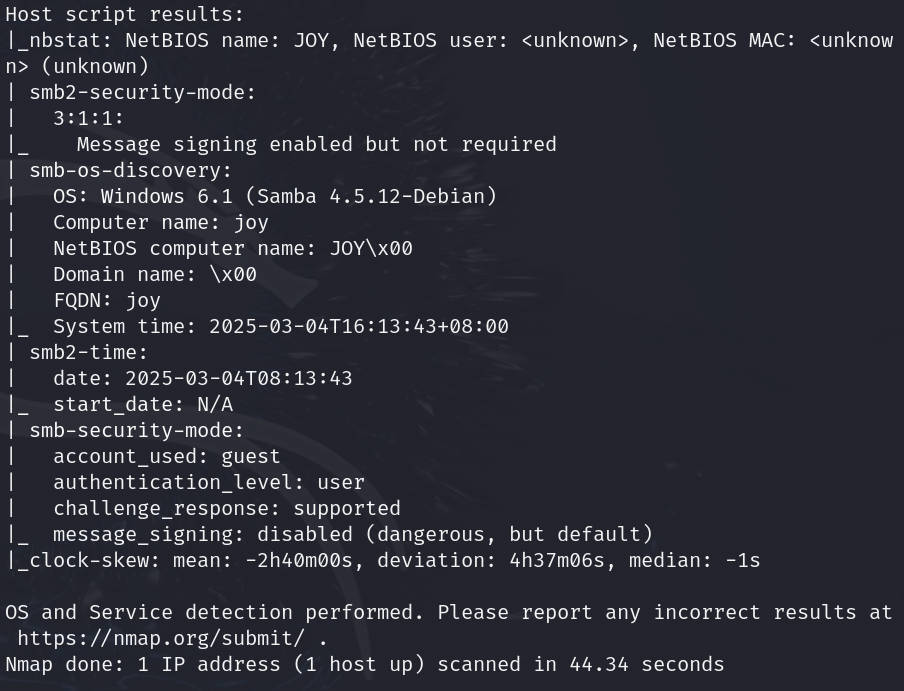 Host script results:
|_nbstat: NetBIOS name: JOY, NetBIOS user: <unknown>, NetBIOS MAC: <unknow
n> (unknown)
| smb2-security-mode:
|   3:1:1:
|_    Message signing enabled but not required
| smb-os-discovery:
|   OS: Windows 6.1 (Samba 4.5.12-Debian)
|   Computer name: joy
|   NetBIOS computer name: JOY\x00
|   Domain name: \x00
|   FQDN: joy
|_  System time: 2025-03-04T16:13:43+08:00
| smb2-time:
|   date: 2025-03-04T08:13:43
|_  start_date: N/A
| smb-security-mode:
|   account_used: guest
|   authentication_level: user
|   challenge_response: supported
|_  message_signing: disabled (dangerous, but default)
|_clock-skew: mean: -2h40m00s, deviation: 4h37m06s, median: -1s

OS and Service detection performed. Please report any incorrect results at
 https://nmap.org/submit/ .
Nmap done: 1 IP address (1 host up) scanned in 44.34 seconds